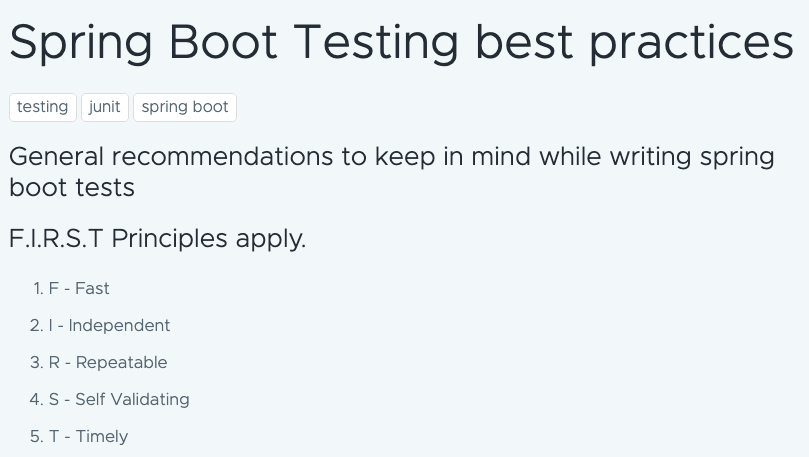 Spring Boot Testing best practices
testing junit spring boot
General recommendations to keep in mind while writing spring
boot tests
F.I.R.S.T Principles apply.
1. F - Fast
2. I - Independent
3. R - Repeatable
4. S - Self Validating
5. T - Timely